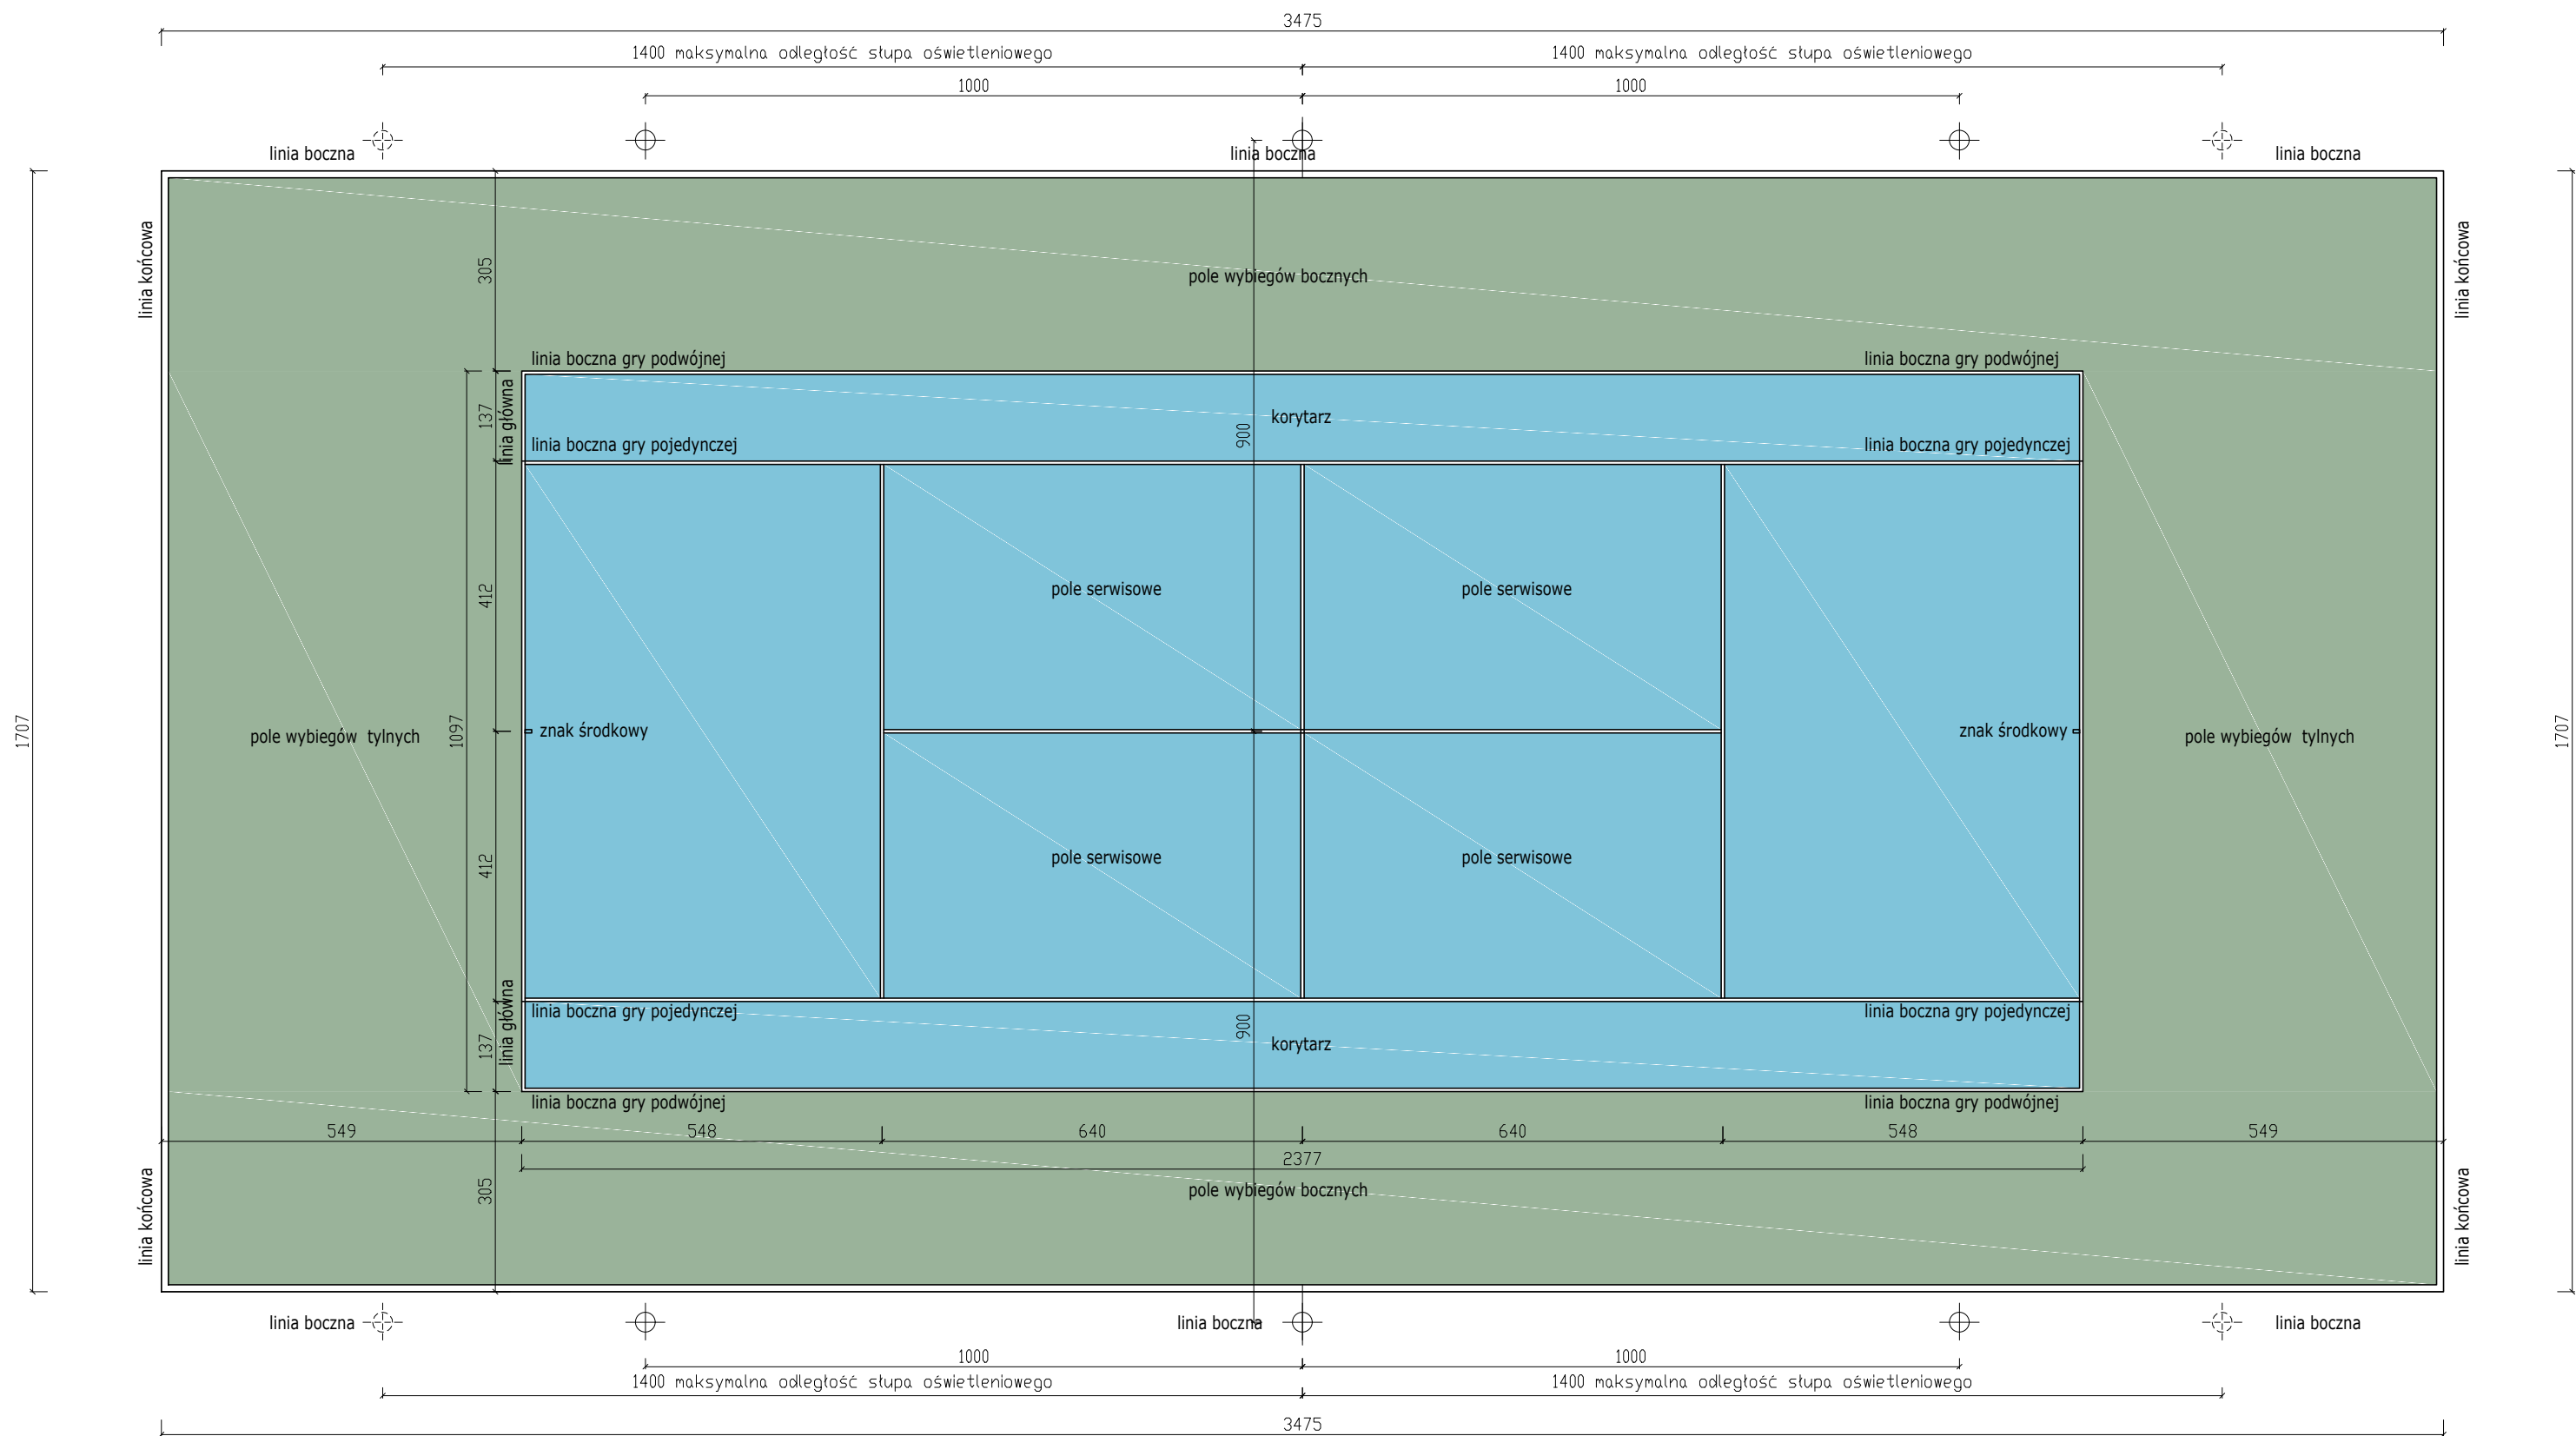 3475
1400 maksymalna odległość słupa oświetleniowego
1400 maksymalna odległość słupa oświetleniowego
1000
1000
linia boczna
linia boczna
linia boczna
linia końcowa
linia końcowa
305
pole wybiegów bocznych
linia boczna gry podwójnej
linia boczna gry podwójnej
137
linia główna
korytarz
900
linia boczna gry pojedynczej
linia boczna gry pojedynczej
412
pole serwisowe
pole serwisowe
1707
pole wybiegów tylnych
1097
znak środkowy
znak środkowy
pole wybiegów tylnych
1707
412
pole serwisowe
pole serwisowe
linia główna
linia boczna gry pojedynczej
linia boczna gry pojedynczej
137
900
korytarz
linia boczna gry podwójnej
linia boczna gry podwójnej
549
548
640
640
548
549
2377
305
pole wybiegów bocznych
linia końcowa
linia końcowa
linia boczna
linia boczna
linia boczna
1000
1000
1400 maksymalna odległość słupa oświetleniowego
1400 maksymalna odległość słupa oświetleniowego
3475